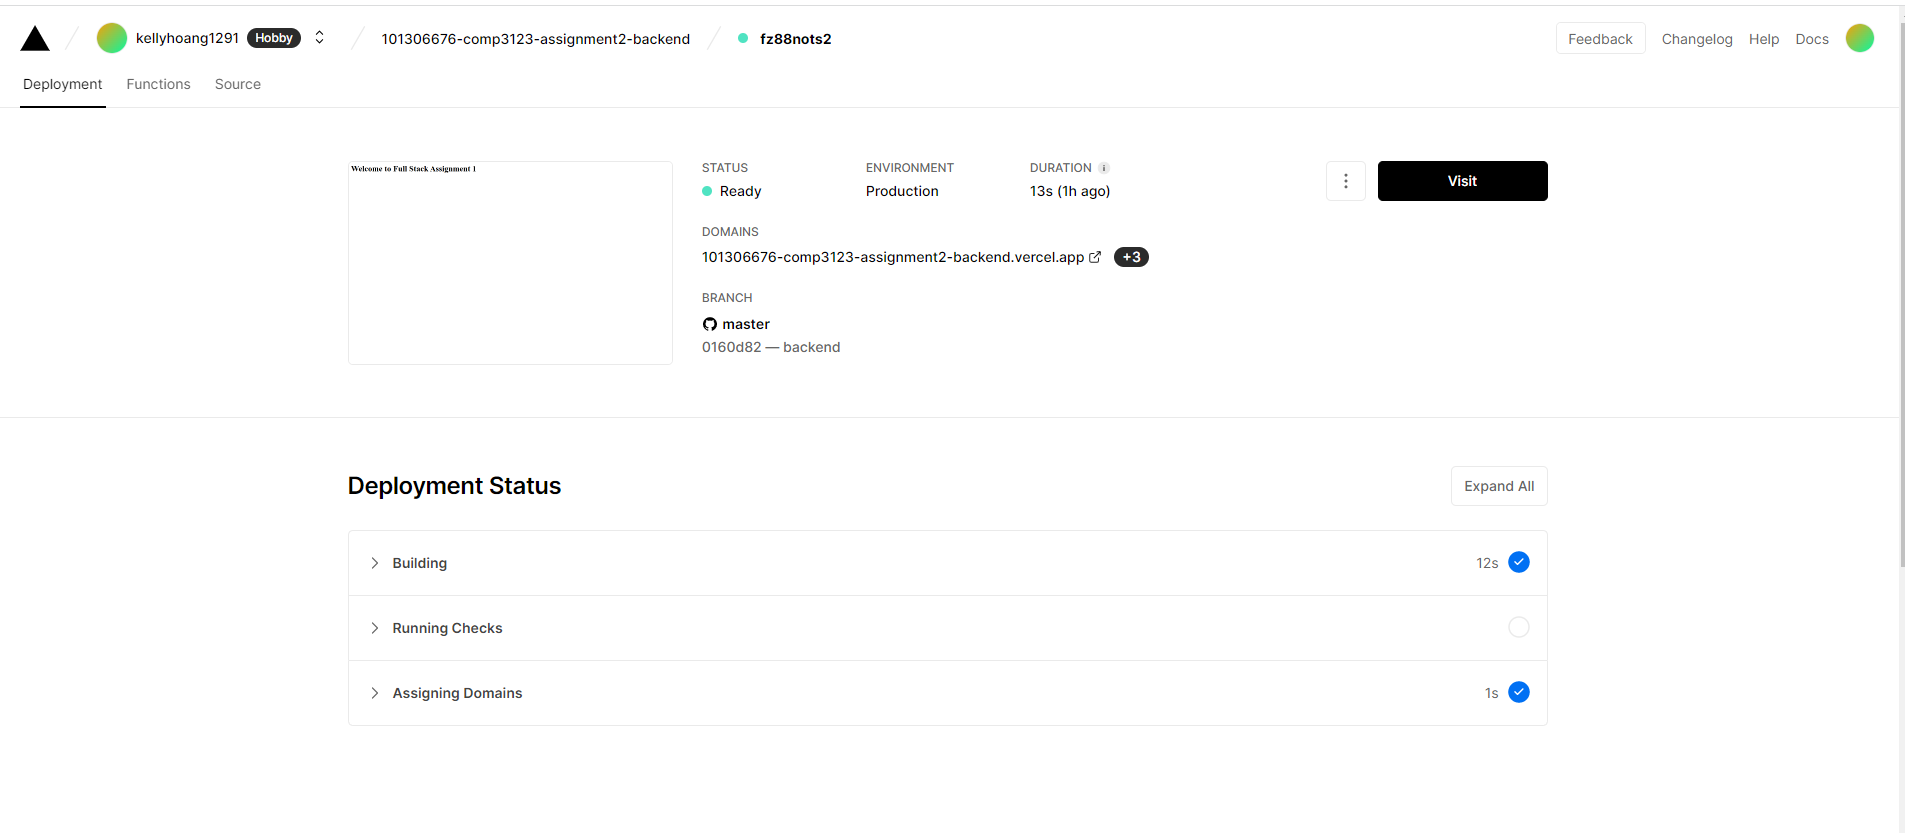 kellyhoang1291 Hobby 101306676-comp3123-assignment2-backend fz88nots2 Feedback Changelog Help Docs
Deployment Functions Source
Welcome to Full Stack Assignment 1
STATUS ENVIRONMENT DURATION
Ready Production 13s (1h ago)
Visit
DOMAINS
101306676-comp3123-assignment2-backend.vercel.app +3
BRANCH
master
0160d82 — backend
Deployment Status Expand All
Building 12s
Running Checks
Assigning Domains 1s